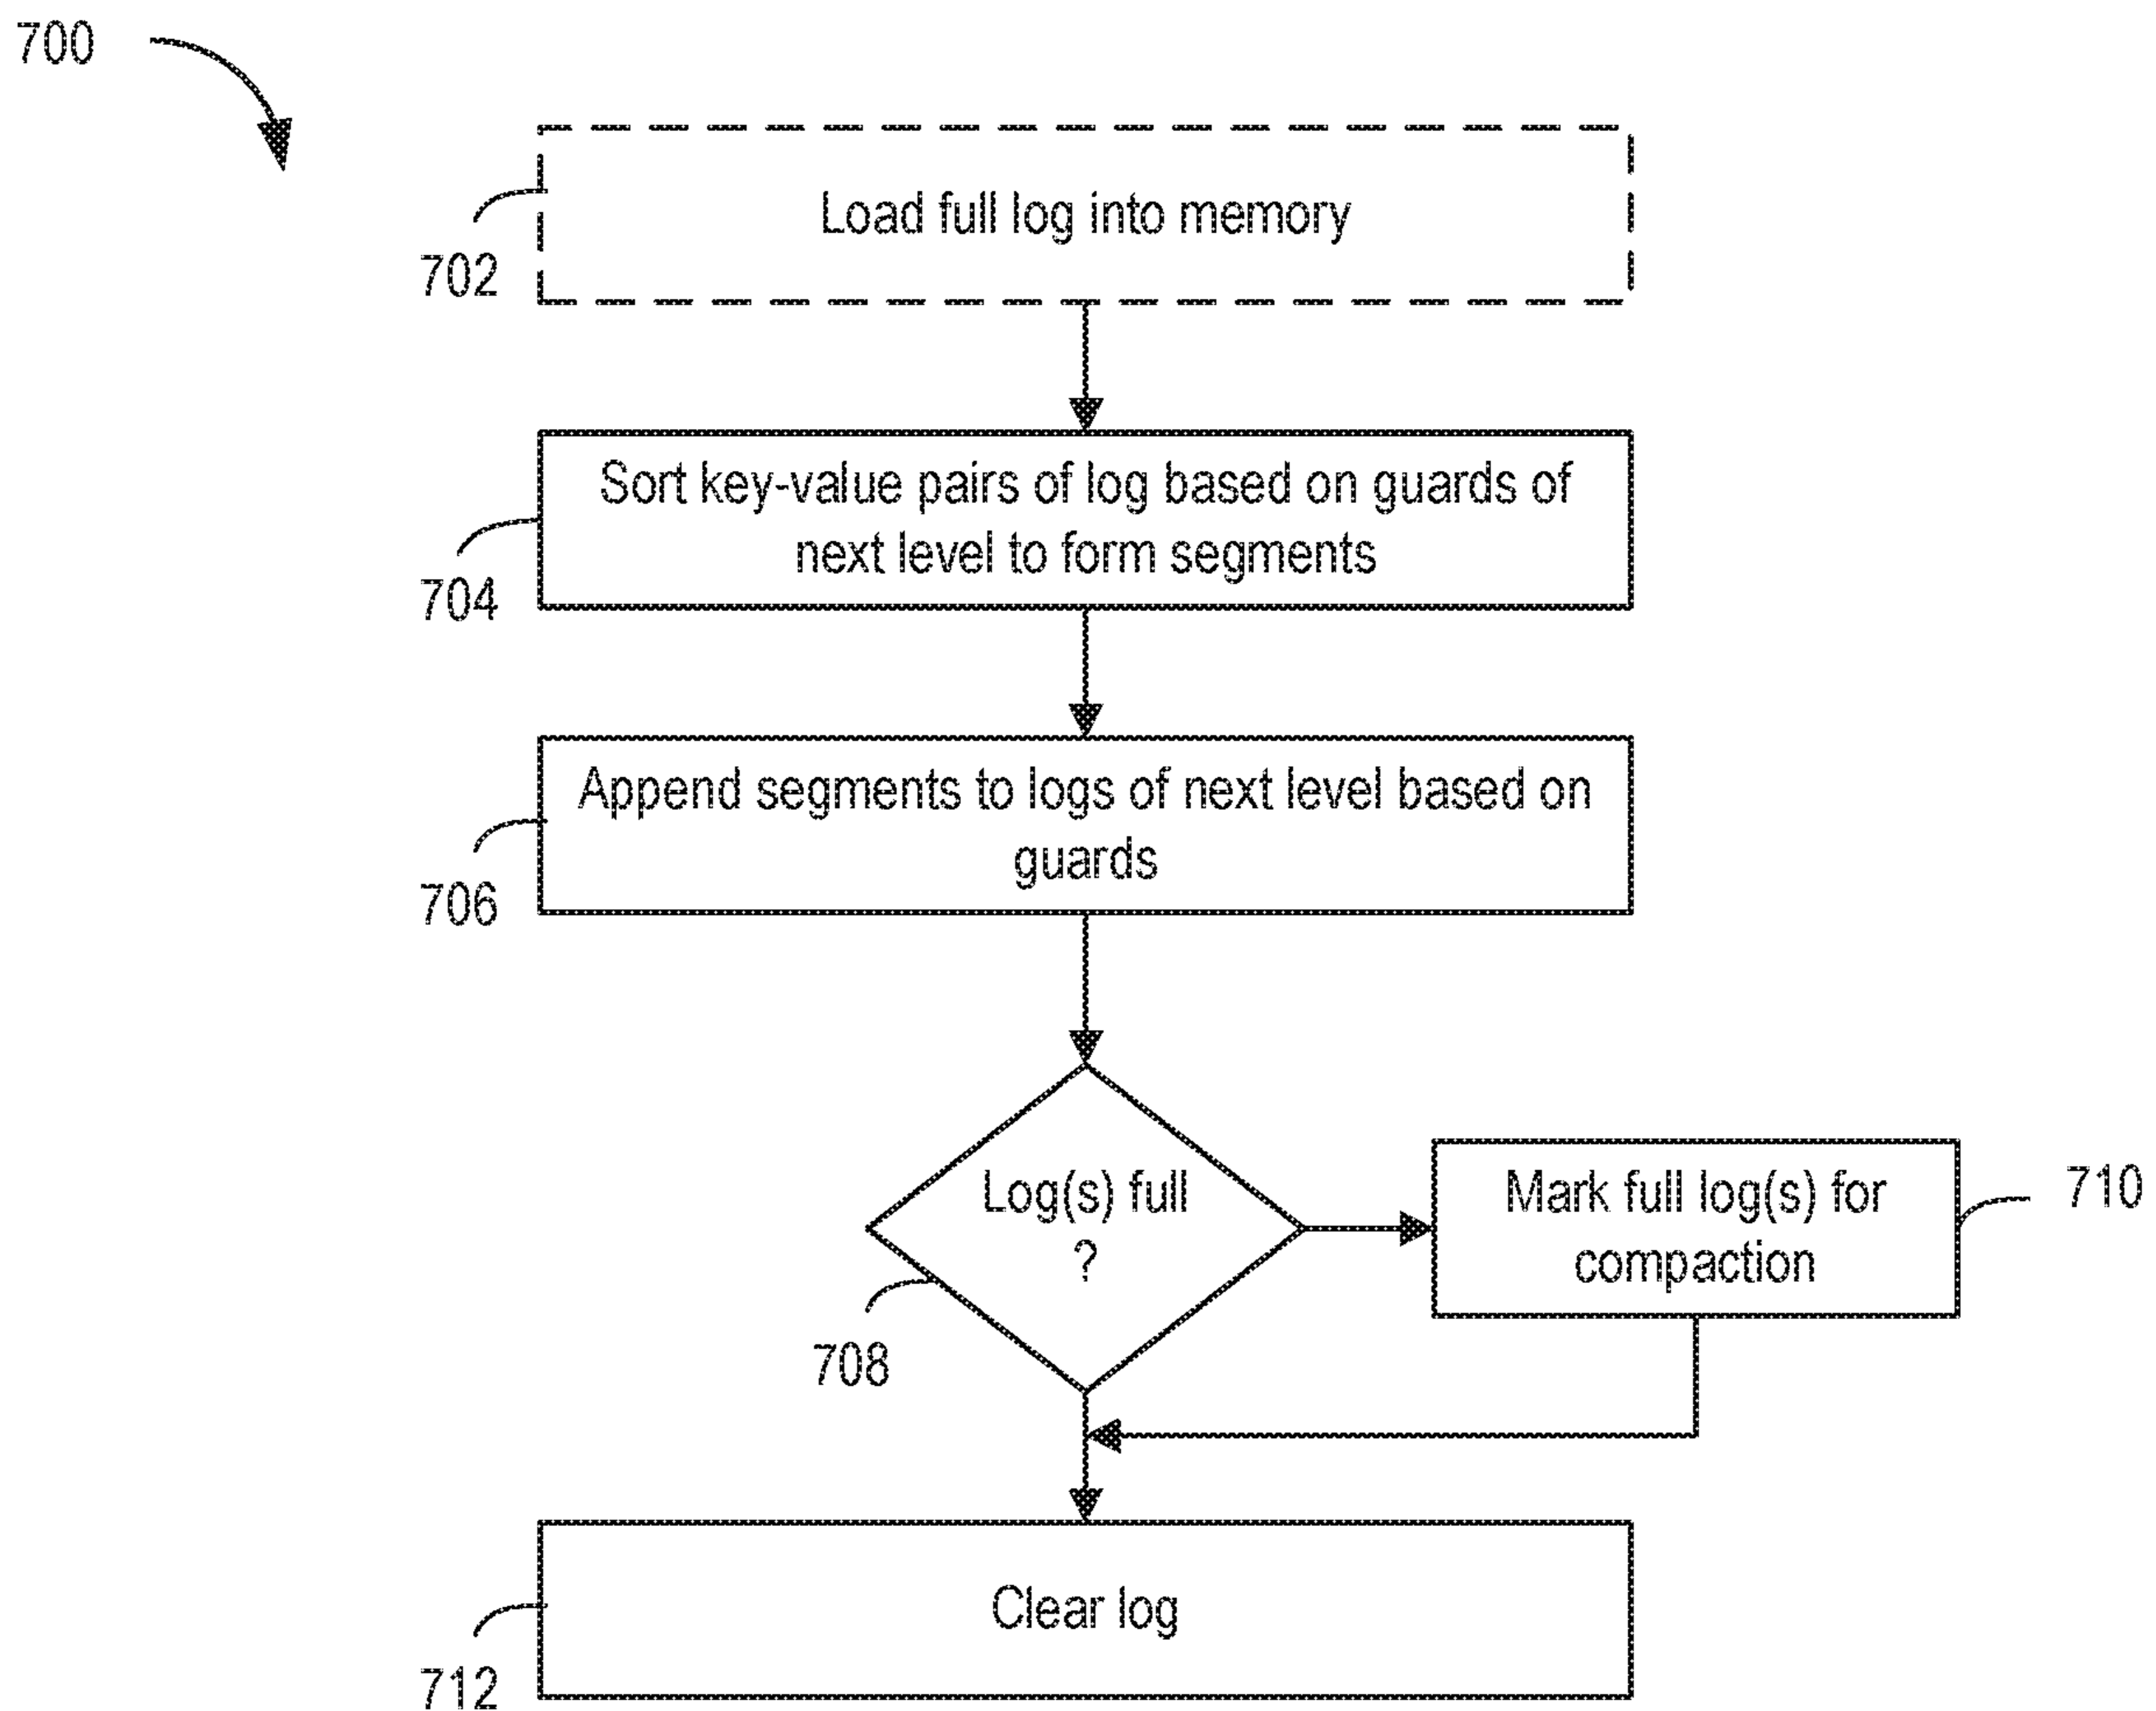 700
Load full log into memory
702
Sort key-value pairs of log based on guards of
next level to form segments
704
Append segments to logs of next level based on
guards
706
Log(s) full
?
708
Mark full log(s) for
compaction
710
Clear log
712